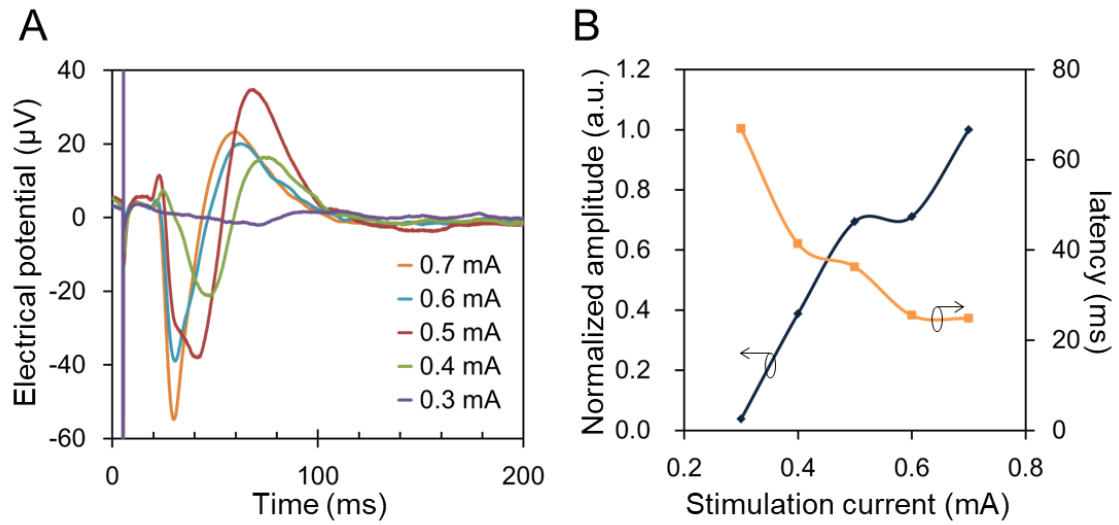 A
Electrical potential (μV)
40
20
0
-20
-40
-60
0
100
200
Time (ms)
0.7 mA
0.6 mA
0.5 mA
0.4 mA
0.3 mA
B
Normalized amplitude (a.u.)
1.2
1.0
0.8
0.6
0.4
0.2
0.0
0.2
0.4
0.6
0.8
Stimulation current (mA)
80
60
40
20
0
latency (ms)